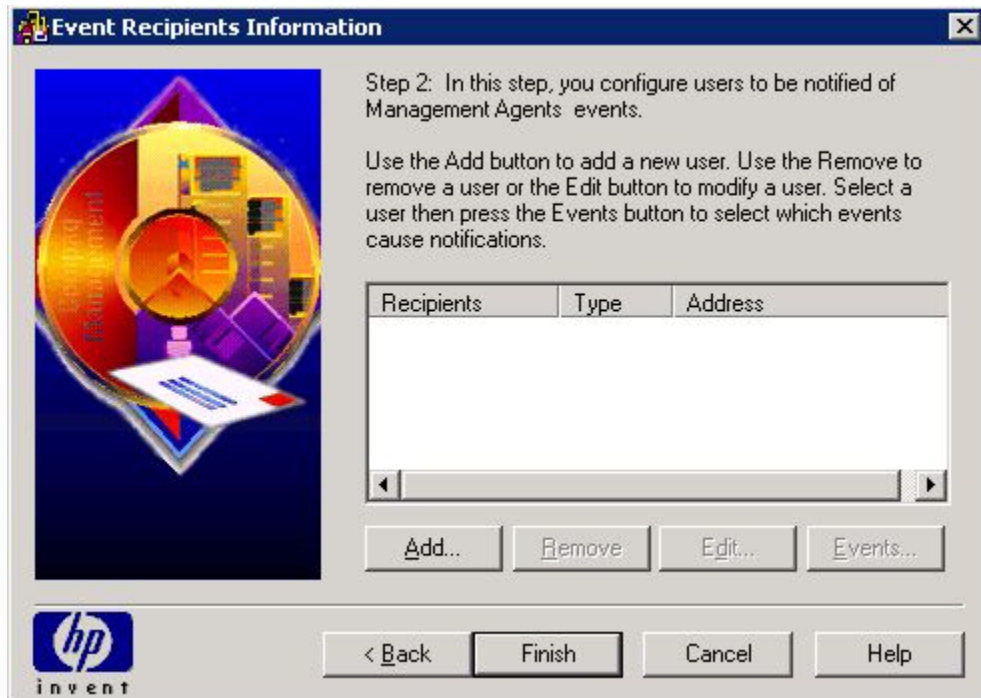 Event Recipients Information
Step 2: In this step, you configure users to be notified of
Management Agents events.
Use the Add button to add a new user. Use the Remove to
remove a user or the Edit button to modify a user. Select a
user then press the Events button to select which events
cause notifications.
Compaq
Management
Recipients Type Address
Add... Remove Edit... Events...
hp
invent
< Back Finish Cancel Help